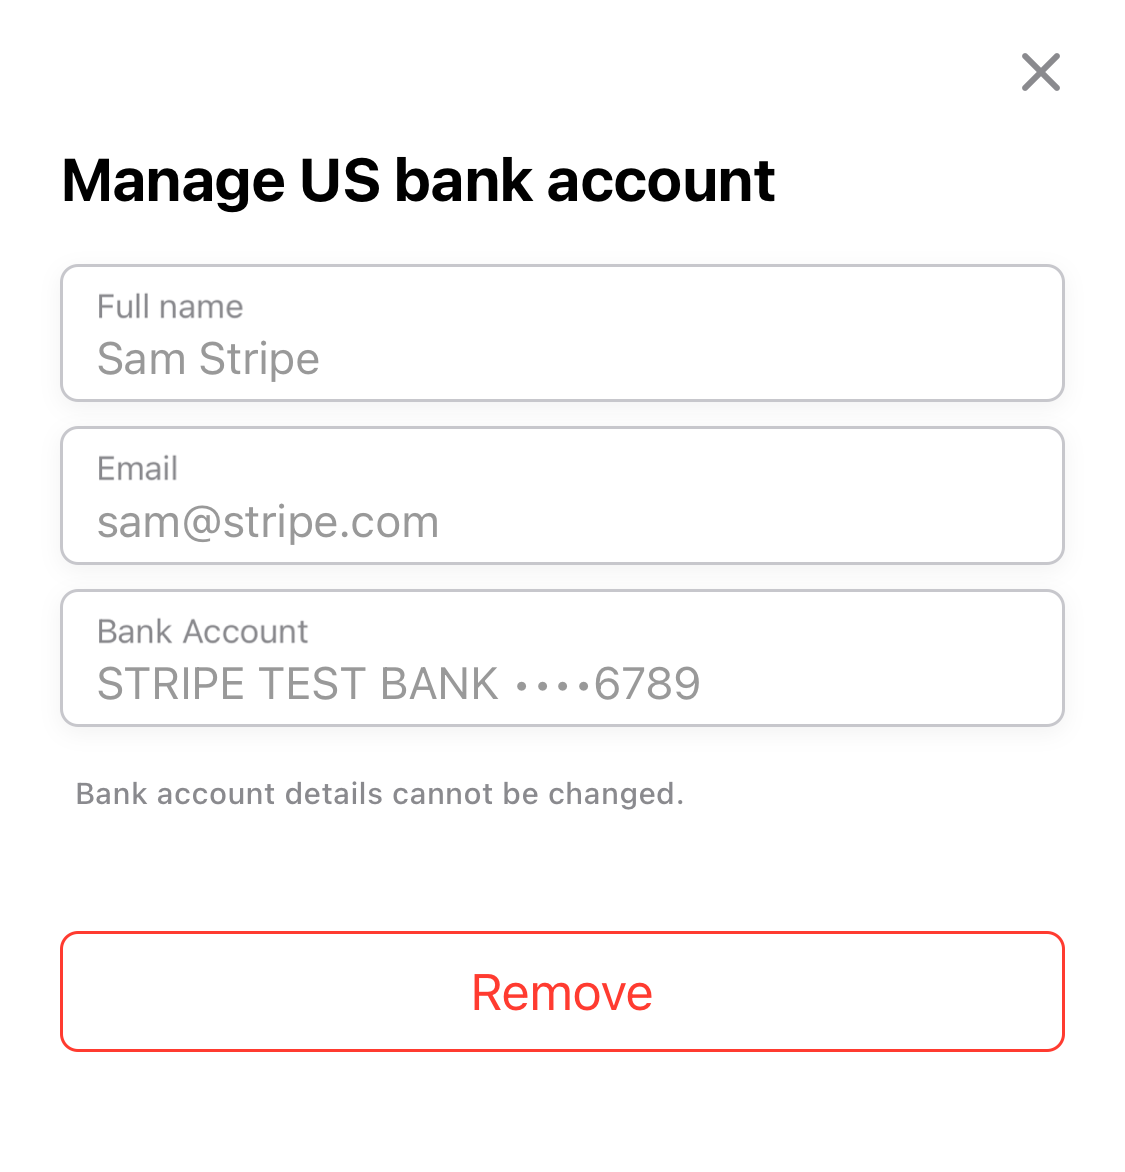 Manage US bank account
Full name
Sam Stripe
Email
sam@stripe.com
Bank Account
STRIPE TEST BANK ••••6789
Bank account details cannot be changed.
Remove